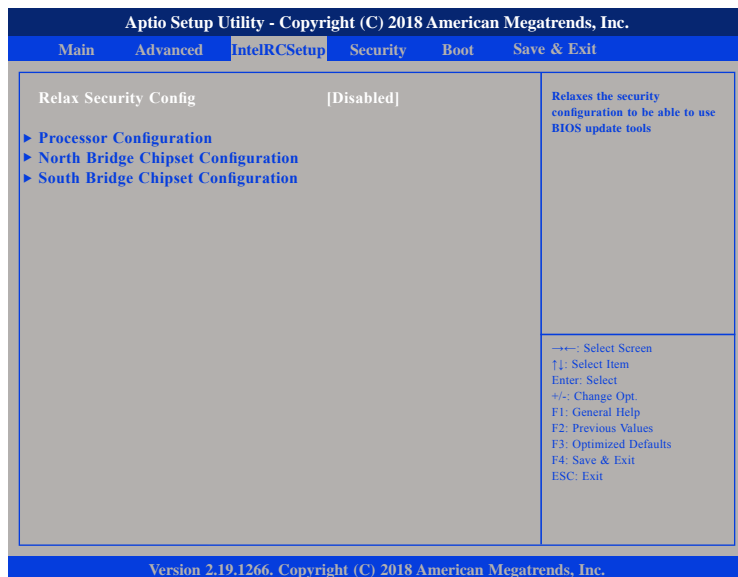 Aptio Setup Utility - Copyright (C) 2018 American Megatrends, Inc.
Main Advanced IntelRCSetup Security Boot Save & Exit
Relax Security Config [Disabled]
► Processor Configuration
► North Bridge Chipset Configuration
► South Bridge Chipset Configuration
Relaxes the security
configuration to be able to use
BIOS update tools
→←: Select Screen
↑↓: Select Item
Enter: Select
+/-: Change Opt.
F1: General Help
F2: Previous Values
F3: Optimized Defaults
F4: Save & Exit
ESC: Exit
Version 2.19.1266. Copyright (C) 2018 American Megatrends, Inc.